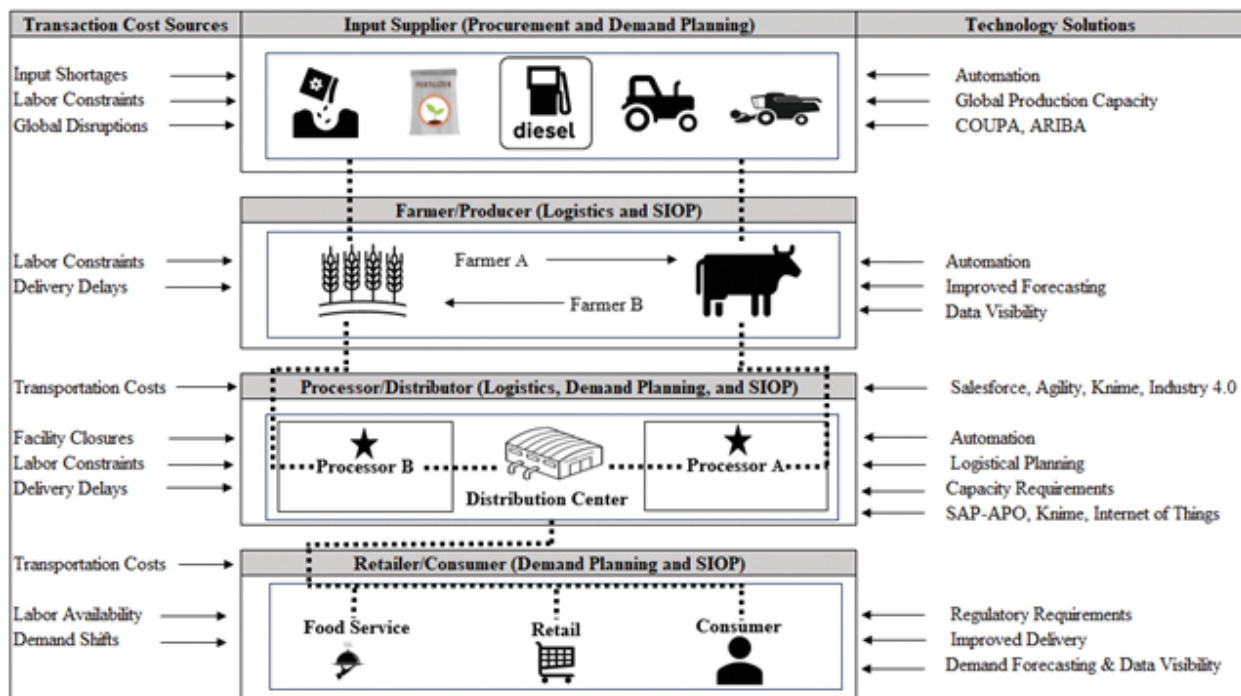 Transaction Cost Sources
Input Supplier (Procurement and Demand Planning)
Technology Solutions
Input Shortages
Labor Constraints
Global Disruptions
FERTILIZER
diesel
Automation
Global Production Capacity
COUPA, ARIBA
Farmer/Producer (Logistics and SIOP)
Labor Constraints
Delivery Delays
Farmer A
Farmer B
Automation
Improved Forecasting
Data Visibility
Transportation Costs
Processor/Distributor (Logistics, Demand Planning, and SIOP)
Salesforce, Agility, Knime, Industry 4.0
Facility Closures
Labor Constraints
Delivery Delays
Processor B
Distribution Center
Processor A
Automation
Logistical Planning
Capacity Requirements
SAP-APO, Knime, Internet of Things
Transportation Costs
Retailer/Consumer (Demand Planning and SIOP)
Labor Availability
Demand Shifts
Food Service
Retail
Consumer
Regulatory Requirements
Improved Delivery
Demand Forecasting & Data Visibility